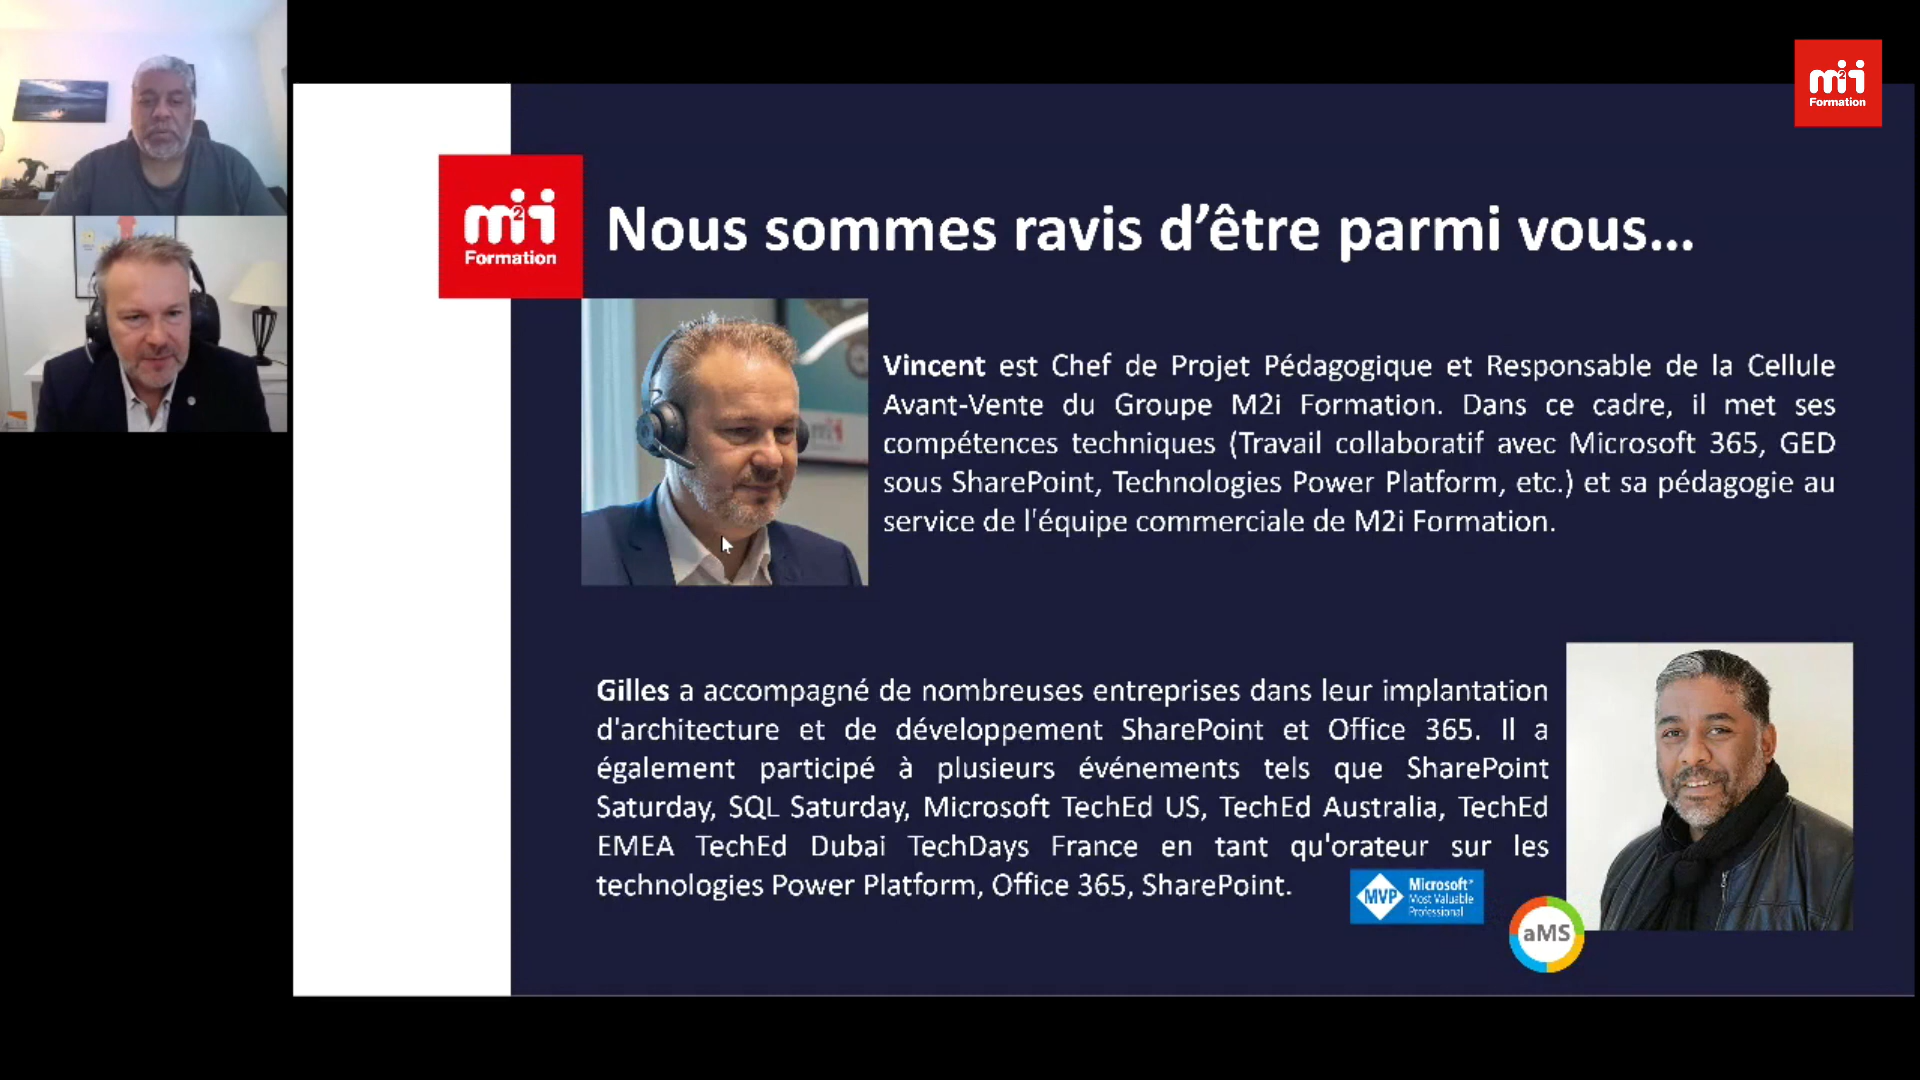 m2i
Formation
m2i
Formation
Nous sommes ravis d'être parmi vous...
Vincent est Chef de Projet Pédagogique et Responsable de la Cellule
Avant-Vente du Groupe M2i Formation. Dans ce cadre, il met ses
compétences techniques (Travail collaboratif avec Microsoft 365, GED
sous SharePoint, Technologies Power Platform, etc.) et sa pédagogie au
service de l'équipe commerciale de M2i Formation.
Gilles a accompagné de nombreuses entreprises dans leur implantation
d'architecture et de développement SharePoint et Office 365. Il a
également participé à plusieurs événements tels que SharePoint
Saturday, SQL Saturday, Microsoft TechEd US, TechEd Australia, TechEd
EMEA TechEd Dubai TechDays France en tant qu'orateur sur les
technologies Power Platform, Office 365, SharePoint.
MVP
Microsoft®
Most Valuable
Professional
aMS